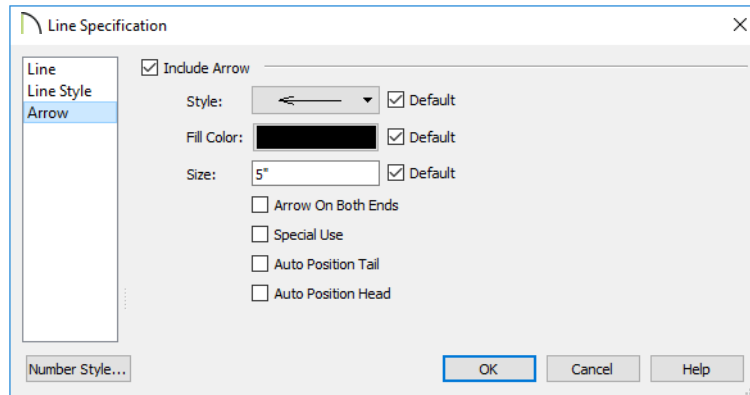 Line Specification
Line
Line Style
Arrow
Include Arrow
Style:
Default
Fill Color:
Default
Size:
5"
Default
Arrow On Both Ends
Special Use
Auto Position Tail
Auto Position Head
Number Style...
OK
Cancel
Help